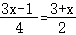 (3x-1)/4 = (3+x)/2